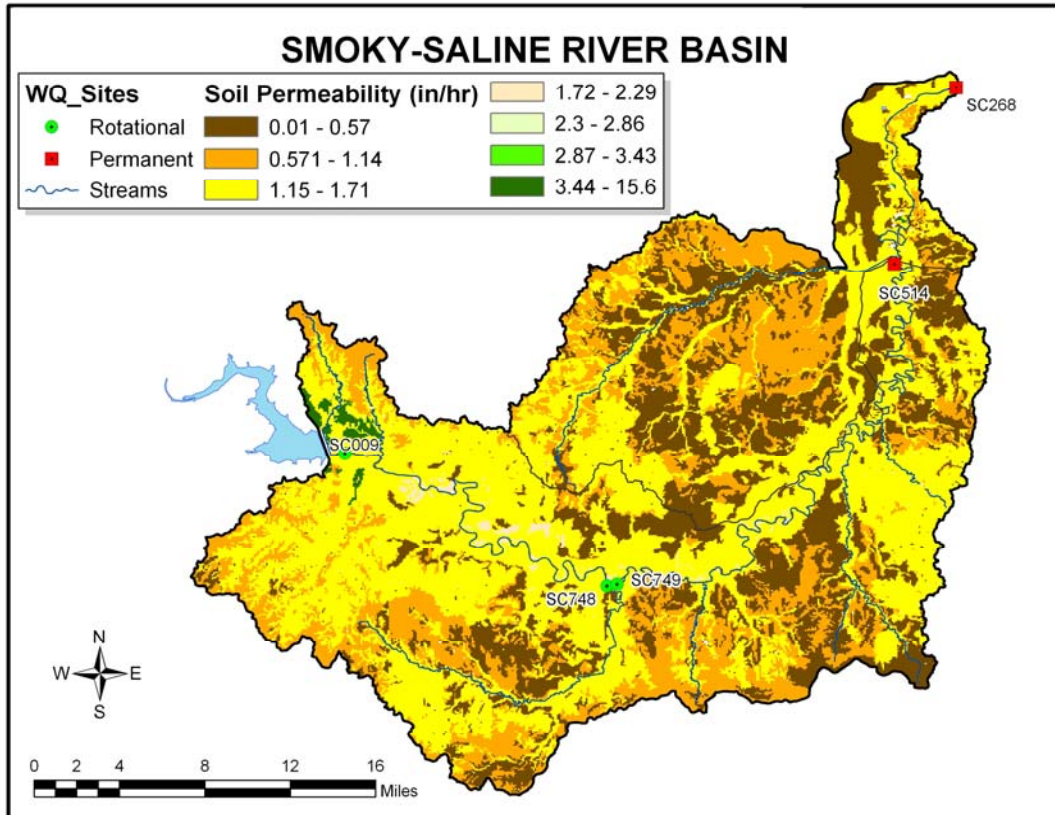 SMOKY-SALINE RIVER BASIN
WQ_Sites
Rotational
Permanent
Streams
Soil Permeability (in/hr)
0.01 - 0.57
0.571 - 1.14
1.15 - 1.71
1.72 - 2.29
2.3 - 2.86
2.87 - 3.43
3.44 - 15.6
SC268
SC514
SC009
SC749
SC748
N
W E
S
0 2 4 8 12 16
Miles